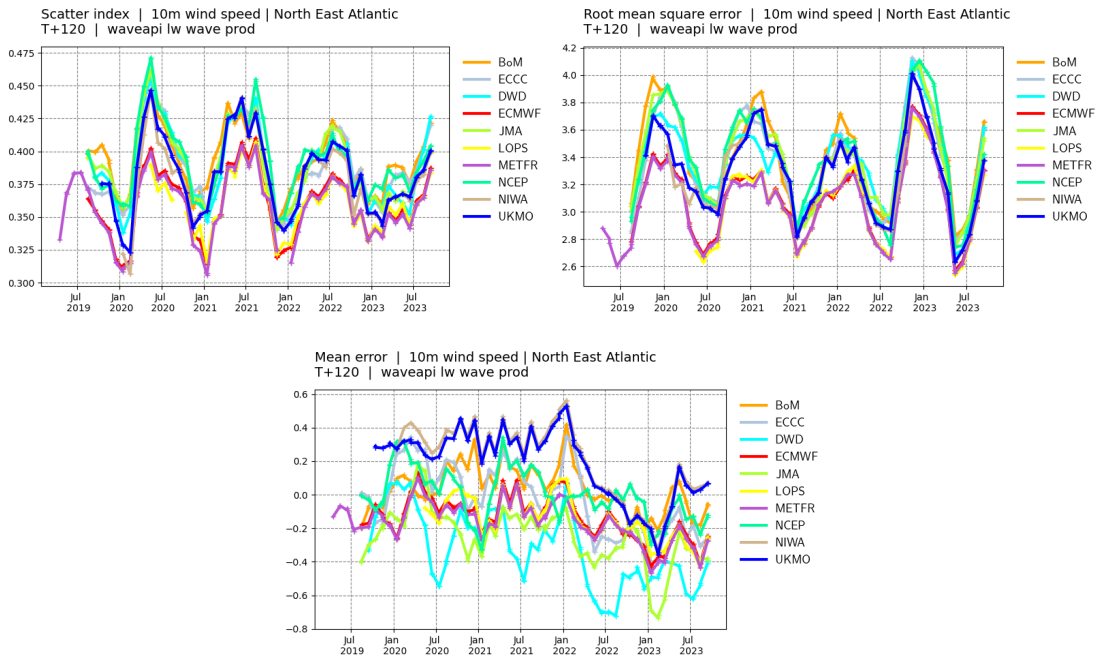 Scatter index | 10m wind speed | North East Atlantic
T+120 | waveapi lw wave prod
0.475
0.450
0.425
0.400
0.375
0.350
0.325
0.300
Jul
2019
Jan
2020
Jul
2020
Jan
2021
Jul
2021
Jan
2022
Jul
2022
Jan
2023
Jul
2023
BoM
ECCC
DWD
ECMWF
JMA
LOPS
METFR
NCEP
NIWA
UKMO
Root mean square error | 10m wind speed | North East Atlantic
T+120 | waveapi lw wave prod
4.2
4.0
3.8
3.6
3.4
3.2
3.0
2.8
2.6
Jul
2019
Jan
2020
Jul
2020
Jan
2021
Jul
2021
Jan
2022
Jul
2022
Jan
2023
Jul
2023
BoM
ECCC
DWD
ECMWF
JMA
LOPS
METFR
NCEP
NIWA
UKMO
Mean error | 10m wind speed | North East Atlantic
T+120 | waveapi lw wave prod
0.6
0.4
0.2
0.0
−0.2
−0.4
−0.6
−0.8
Jul
2019
Jan
2020
Jul
2020
Jan
2021
Jul
2021
Jan
2022
Jul
2022
Jan
2023
Jul
2023
BoM
ECCC
DWD
ECMWF
JMA
LOPS
METFR
NCEP
NIWA
UKMO